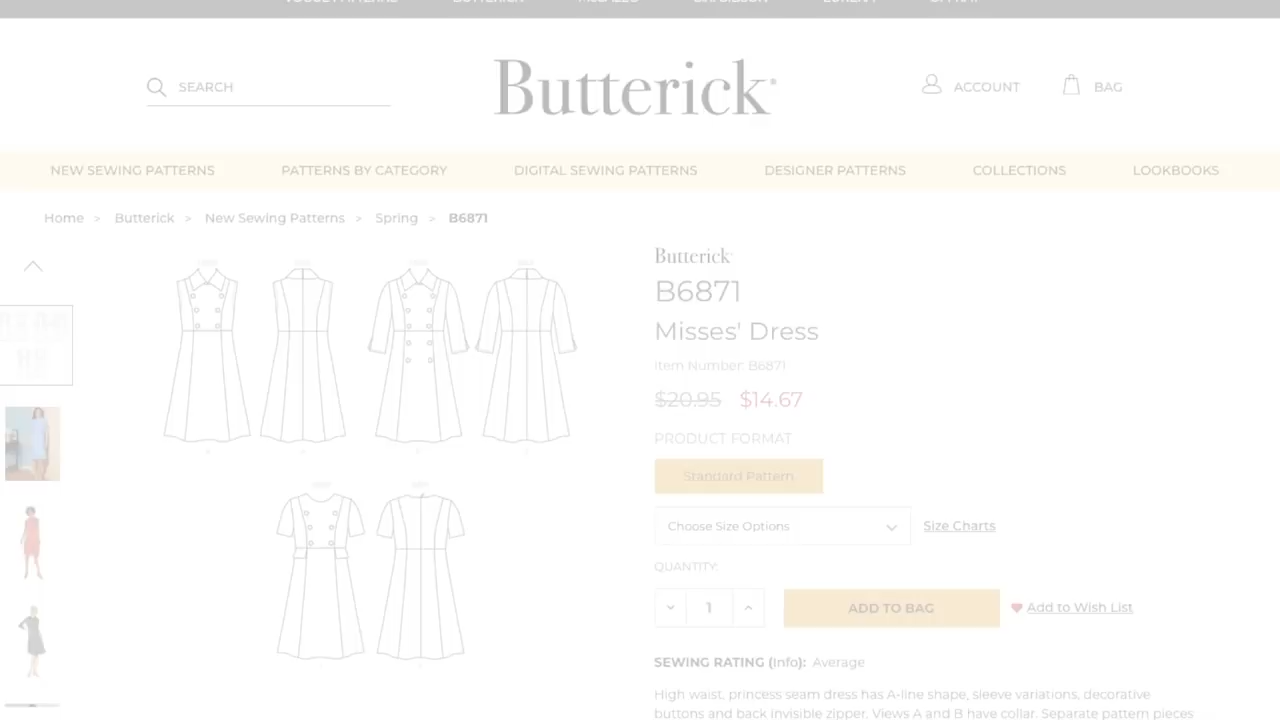 VOGUE PATTERNS BUTTERICK MCCALL'S
SEARCH
Butterick
ACCOUNT
BAG
NEW SEWING PATTERNS PATTERNS BY CATEGORY DIGITAL SEWING PATTERNS DESIGNER PATTERNS COLLECTIONS LOOKBOOKS
Home > Butterick > New Sewing Patterns > Spring > B6871
Butterick
B6871
Misses' Dress
Item Number: B6871
$20.95 $14.67
PRODUCT FORMAT
Standard Pattern
Choose Size Options
Size Charts
QUANTITY:
1
ADD TO BAG
Add to Wish List
SEWING RATING (Info): Average
High waist, princess seam dress has A-line shape, sleeve variations, decorative
buttons and back invisible zipper. Views A and B have collar. Separate pattern pieces